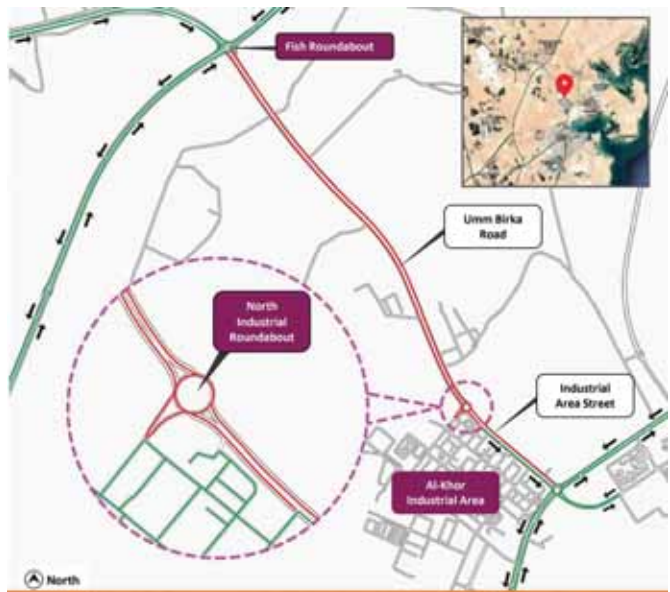 Fish Roundabout
Umm Birka
Road
North
Industrial
Roundabout
Industrial
Area Street
Al-Khor
Industrial Area
North